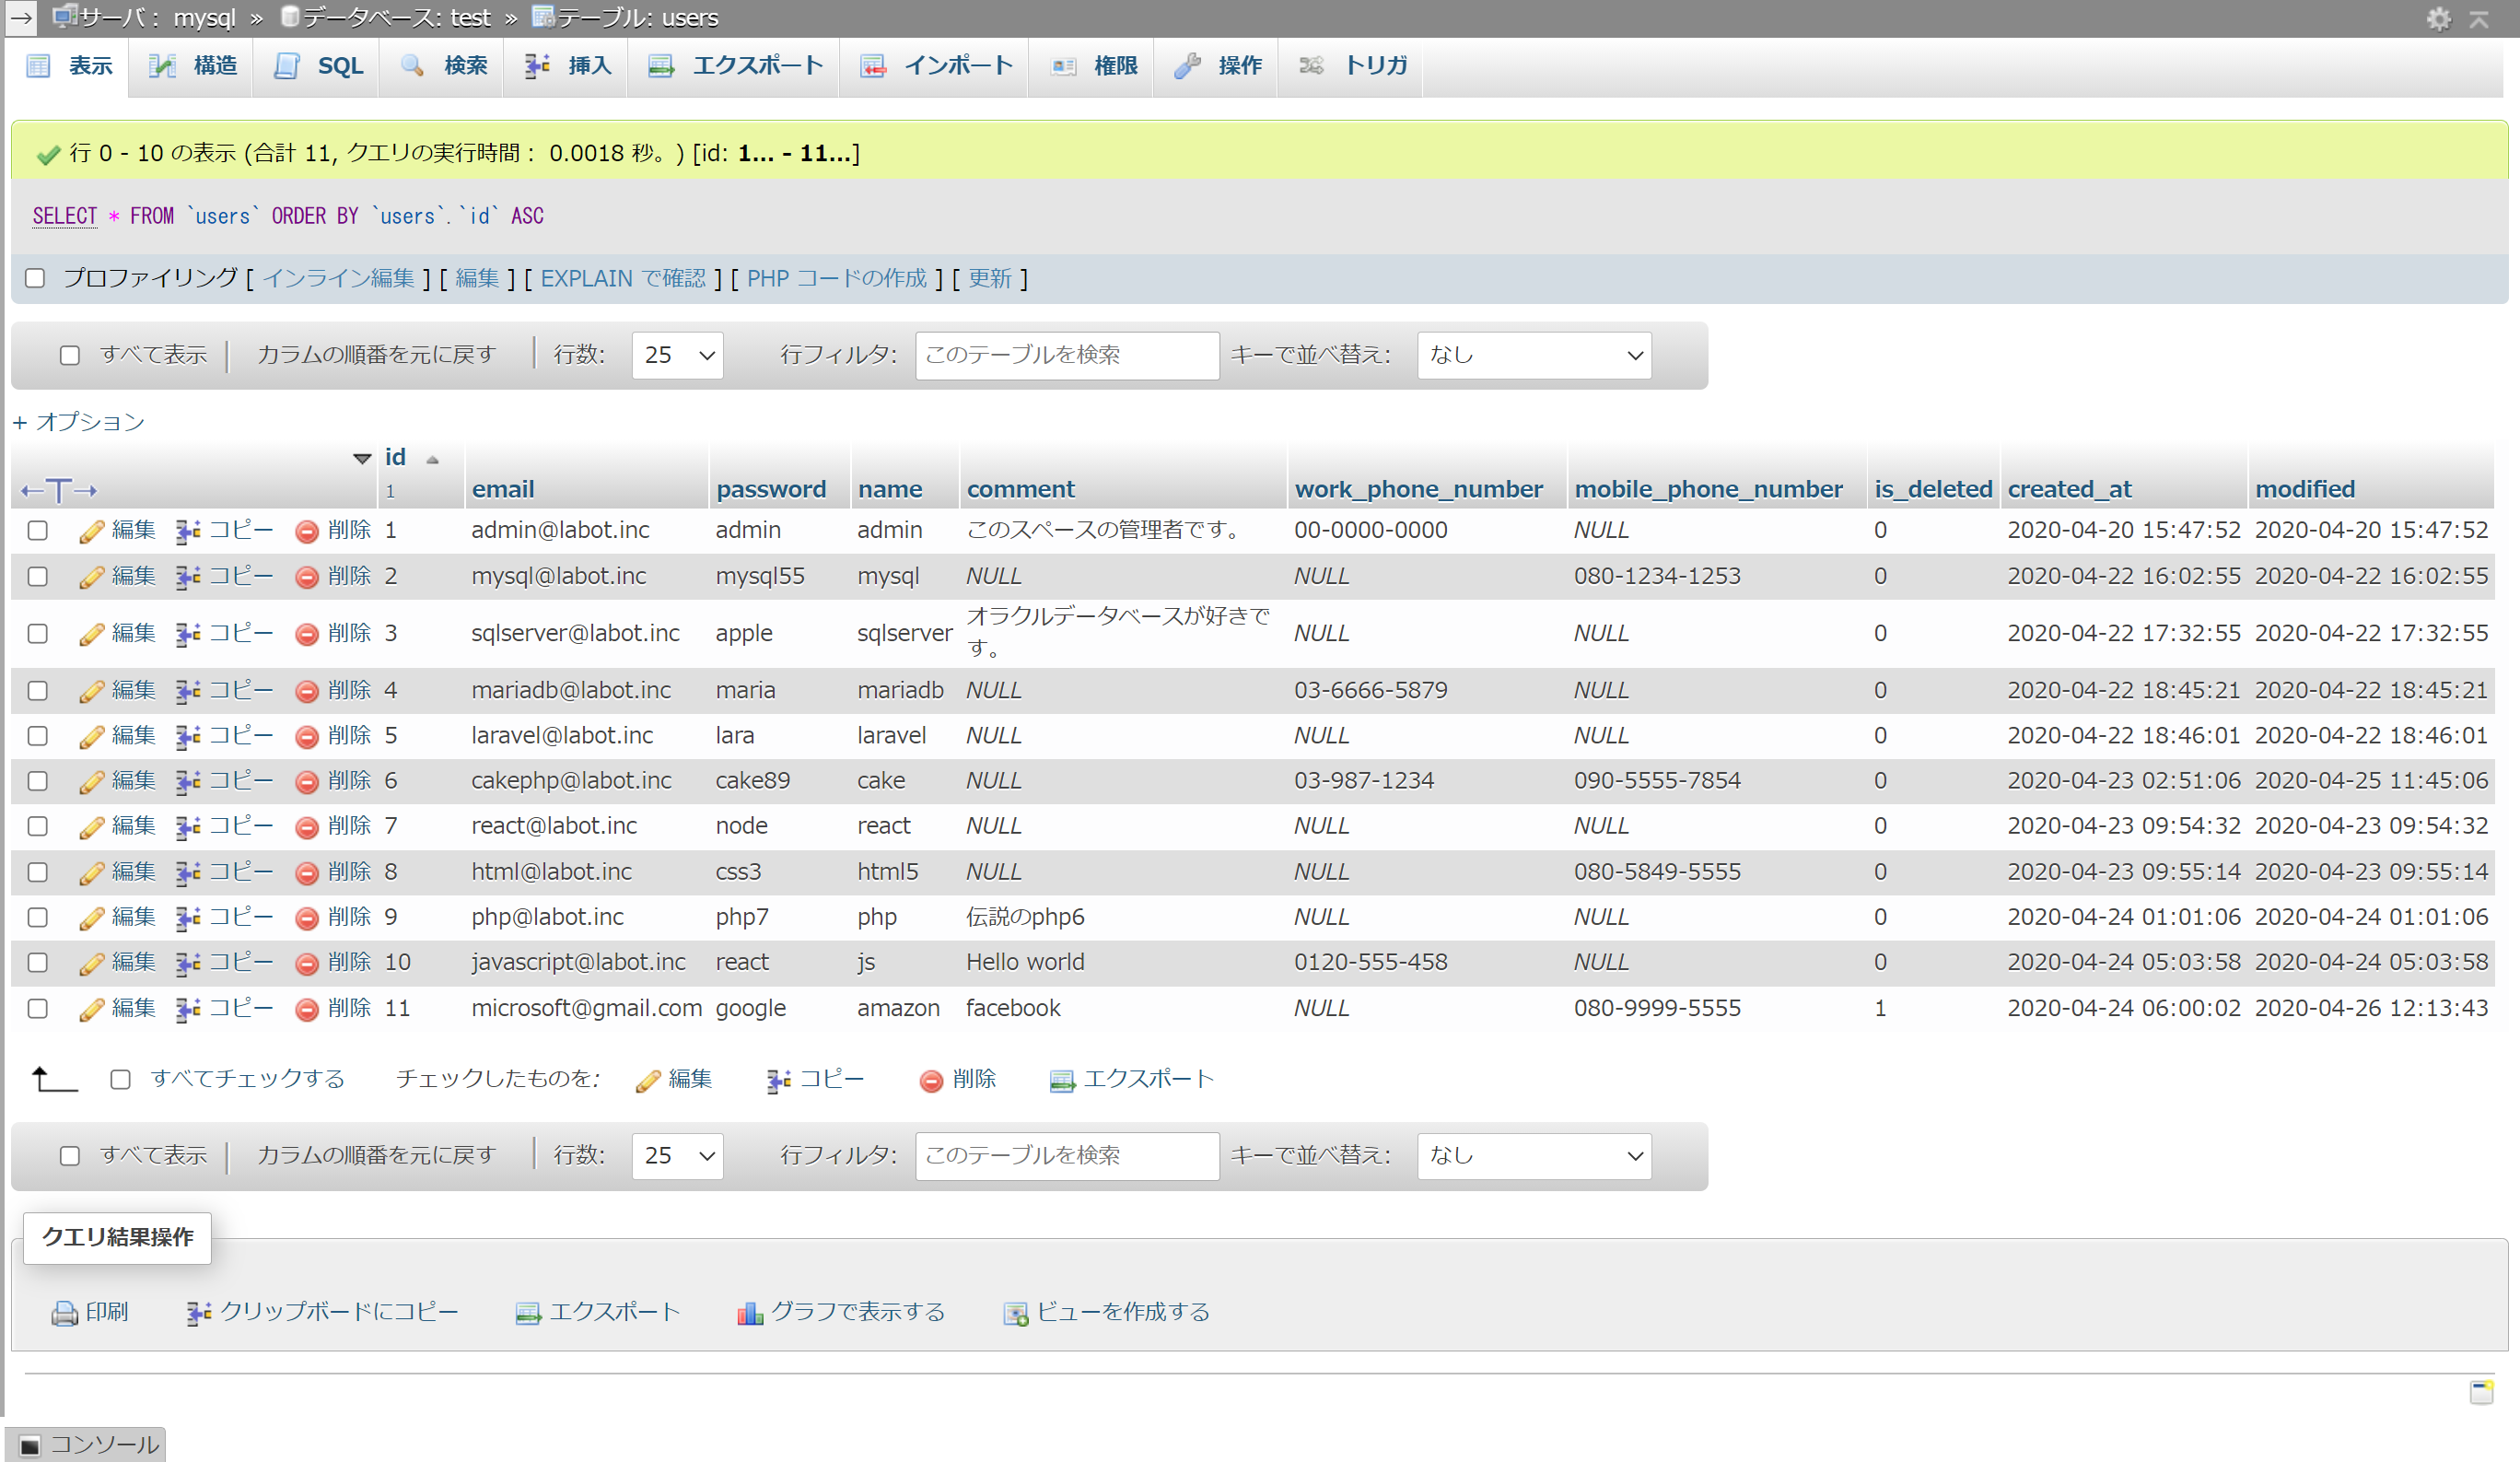 サーバ： mysql » データベース: test » テーブル: users
表示 構造 SQL 検索 挿入 エクスポート インポート 権限 操作 トリガ
行 0 - 10 の表示 (合計 11, クエリの実行時間： 0.0018 秒。) [id: 1... - 11...]
SELECT * FROM `users` ORDER BY `users`.`id` ASC
プロファイリング [ インライン編集 ] [ 編集 ] [ EXPLAIN で確認 ] [ PHP コードの作成 ] [ 更新 ]
すべて表示 | カラムの順番を元に戻す | 行数: 25 行フィルタ: このテーブルを検索 キーで並べ替え: なし
+ オプション
←T→ id 1 email password name comment work_phone_number mobile_phone_number is_deleted created_at modified
編集 コピー 削除 1 admin@labot.inc admin admin このスペースの管理者です。 00-0000-0000 NULL 0 2020-04-20 15:47:52 2020-04-20 15:47:52
編集 コピー 削除 2 mysql@labot.inc mysql55 mysql NULL NULL 080-1234-1253 0 2020-04-22 16:02:55 2020-04-22 16:02:55
編集 コピー 削除 3 sqlserver@labot.inc apple sqlserver オラクルデータベースが好きです。 NULL NULL 0 2020-04-22 17:32:55 2020-04-22 17:32:55
編集 コピー 削除 4 mariadb@labot.inc maria mariadb NULL 03-6666-5879 NULL 0 2020-04-22 18:45:21 2020-04-22 18:45:21
編集 コピー 削除 5 laravel@labot.inc lara laravel NULL NULL NULL 0 2020-04-22 18:46:01 2020-04-22 18:46:01
編集 コピー 削除 6 cakephp@labot.inc cake89 cake NULL 03-987-1234 090-5555-7854 0 2020-04-23 02:51:06 2020-04-25 11:45:06
編集 コピー 削除 7 react@labot.inc node react NULL NULL NULL 0 2020-04-23 09:54:32 2020-04-23 09:54:32
編集 コピー 削除 8 html@labot.inc css3 html5 NULL NULL 080-5849-5555 0 2020-04-23 09:55:14 2020-04-23 09:55:14
編集 コピー 削除 9 php@labot.inc php7 php 伝説のphp6 NULL NULL 0 2020-04-24 01:01:06 2020-04-24 01:01:06
編集 コピー 削除 10 javascript@labot.inc react js Hello world 0120-555-458 NULL 0 2020-04-24 05:03:58 2020-04-24 05:03:58
編集 コピー 削除 11 microsoft@gmail.com google amazon facebook NULL 080-9999-5555 1 2020-04-24 06:00:02 2020-04-26 12:13:43
すべてチェックする チェックしたものを: 編集 コピー 削除 エクスポート
すべて表示 | カラムの順番を元に戻す | 行数: 25 行フィルタ: このテーブルを検索 キーで並べ替え: なし
クエリ結果操作
印刷 クリップボードにコピー エクスポート グラフで表示する ビューを作成する
コンソール